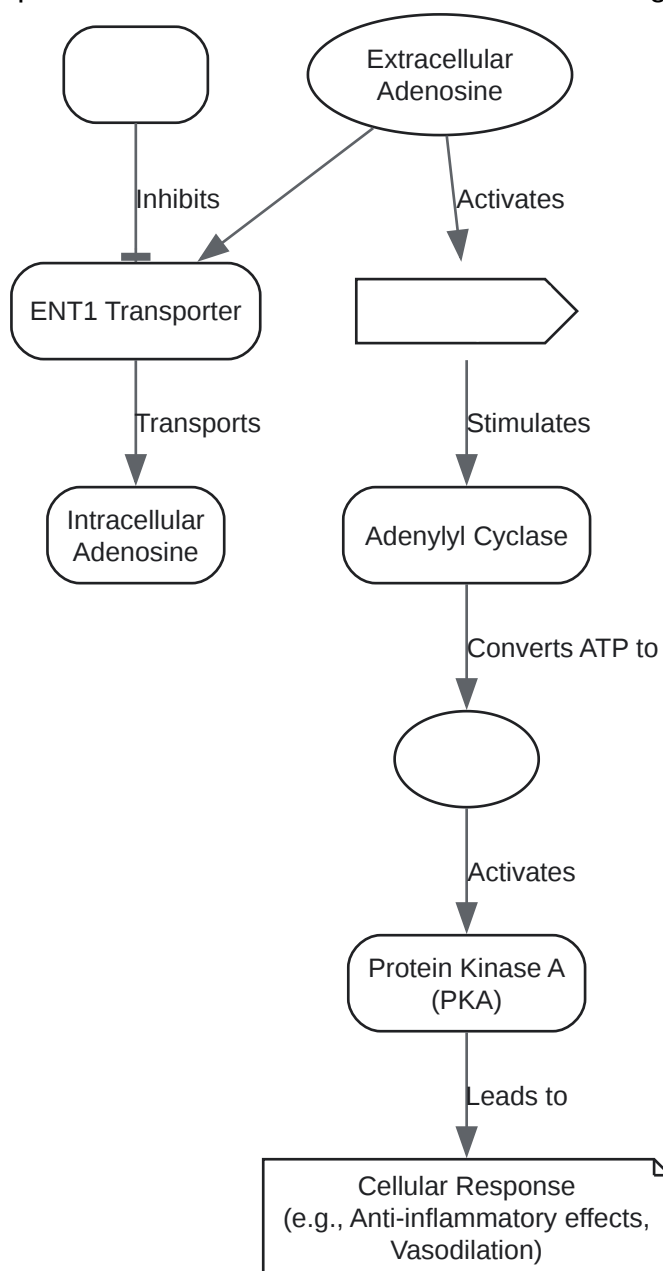 Extracellular
Adenosine
Inhibits
Activates
ENT1 Transporter
Transports
Stimulates
Intracellular
Adenosine
Adenylyl Cyclase
Converts ATP to
Activates
Protein Kinase A
(PKA)
Leads to
Cellular Response
(e.g., Anti-inflammatory effects,
Vasodilation)